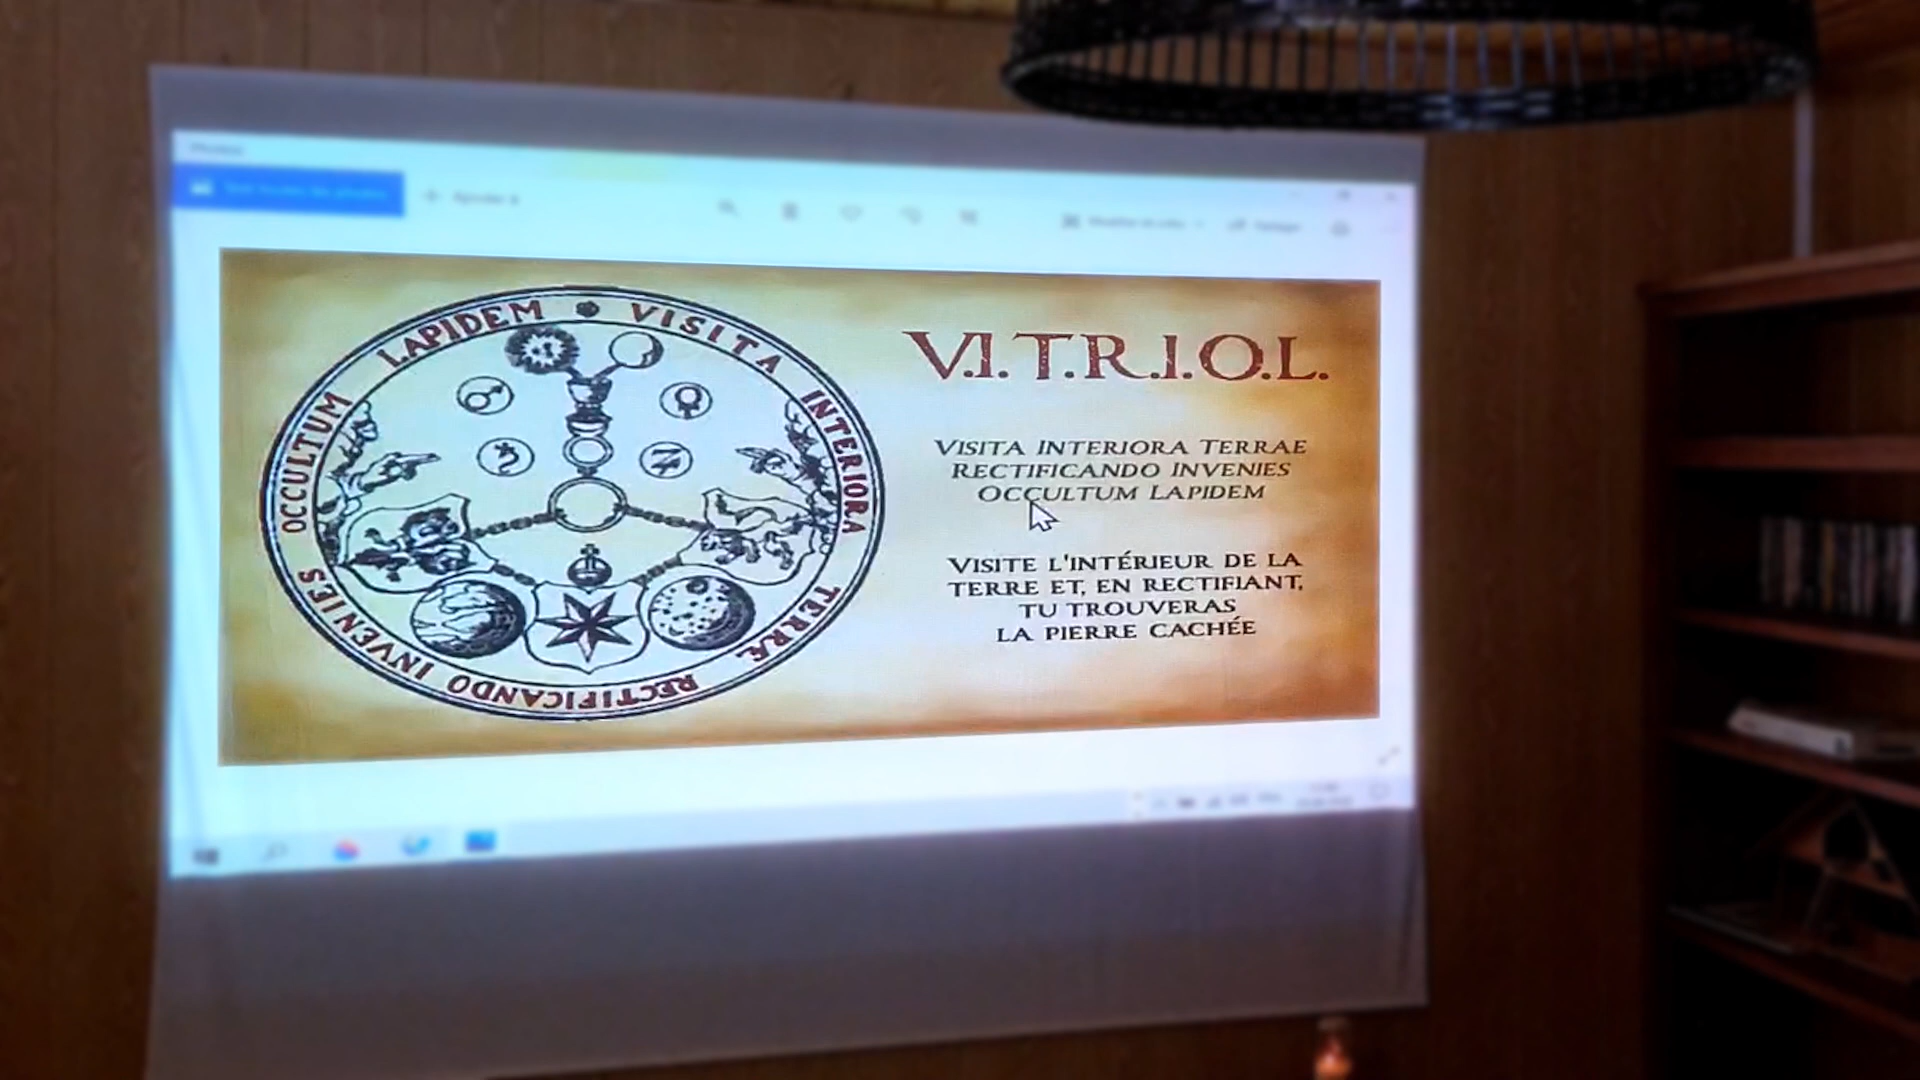 VISITA INTERIORA TERRÆ RECTIFICANDO INVENIES OCCULTUM LAPIDEM
V.I.T.R.I.O.L.
VISITA INTERIORA TERRAE
RECTIFICANDO INVENIES
OCCULTUM LAPIDEM
VISITE L'INTÉRIEUR DE LA
TERRE ET, EN RECTIFIANT,
TU TROUVERAS
LA PIERRE CACHÉE